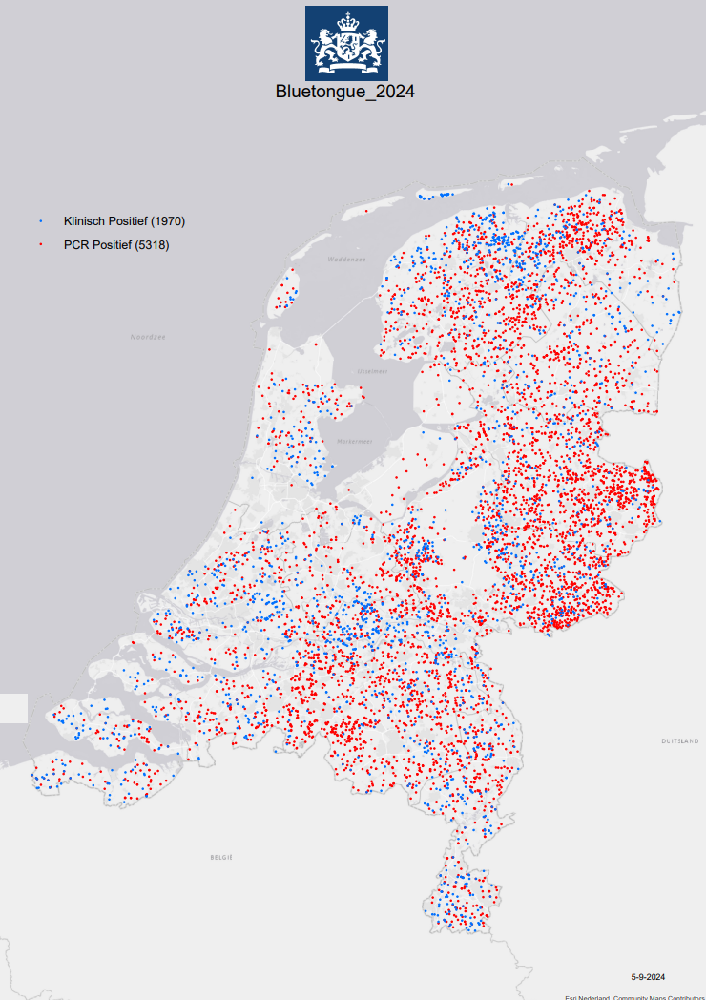 Bluetongue_2024
Klinisch Positief (1970)
PCR Positief (5318)
Waddenzee
Noordzee
IJsselmeer
Markermeer
DUITSLAND
BELGIË
5-9-2024
Esri Nederland, Community Maps Contributors